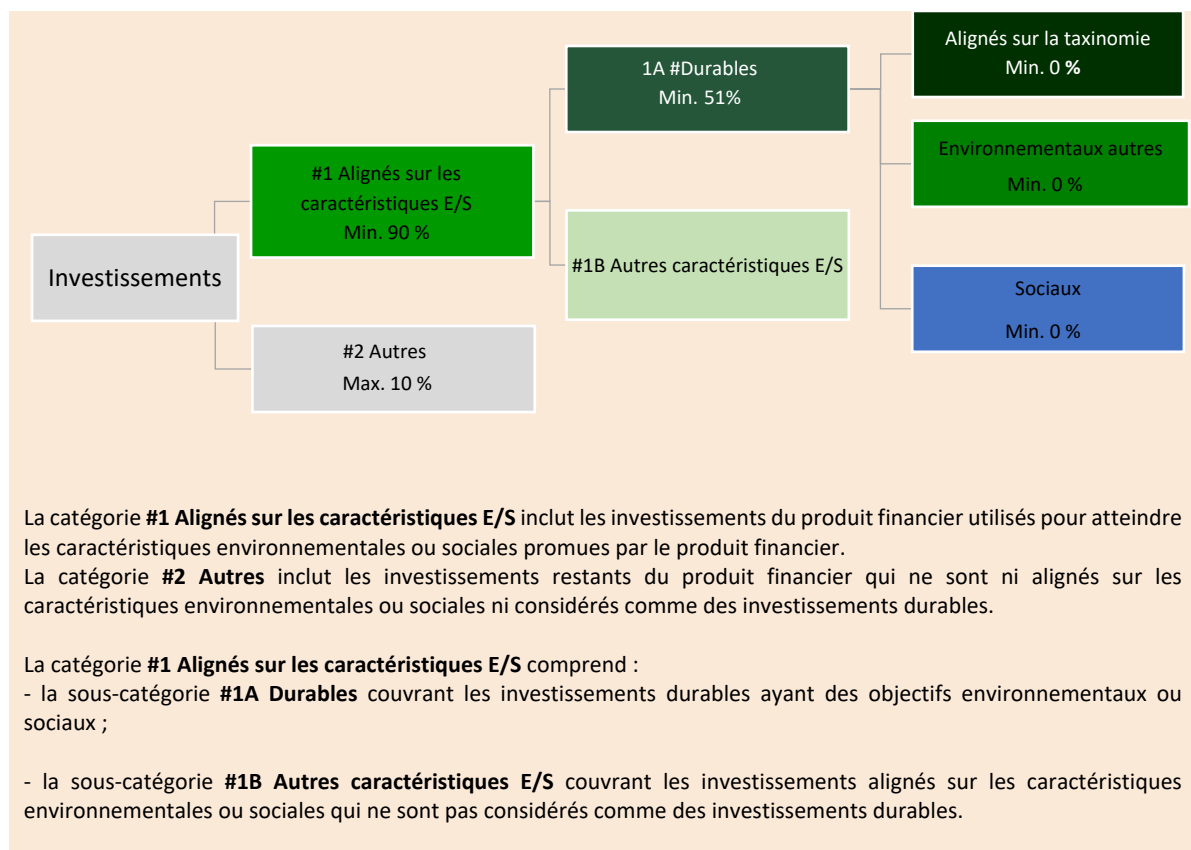 Investissements
#1 Alignés sur les
caractéristiques E/S
Min. 90 %
#2 Autres
Max. 10 %
1A #Durables
Min. 51%
#1B Autres caractéristiques E/S
Alignés sur la taxinomie
Min. 0 %
Environnementaux autres
Min. 0 %
Sociaux
Min. 0 %
La catégorie #1 Alignés sur les caractéristiques E/S inclut les investissements du produit financier utilisés pour atteindre
les caractéristiques environnementales ou sociales promues par le produit financier.
La catégorie #2 Autres inclut les investissements restants du produit financier qui ne sont ni alignés sur les
caractéristiques environnementales ou sociales ni considérés comme des investissements durables.
La catégorie #1 Alignés sur les caractéristiques E/S comprend :
- la sous-catégorie #1A Durables couvrant les investissements durables ayant des objectifs environnementaux ou
sociaux ;
- la sous-catégorie #1B Autres caractéristiques E/S couvrant les investissements alignés sur les caractéristiques
environnementales ou sociales qui ne sont pas considérés comme des investissements durables.